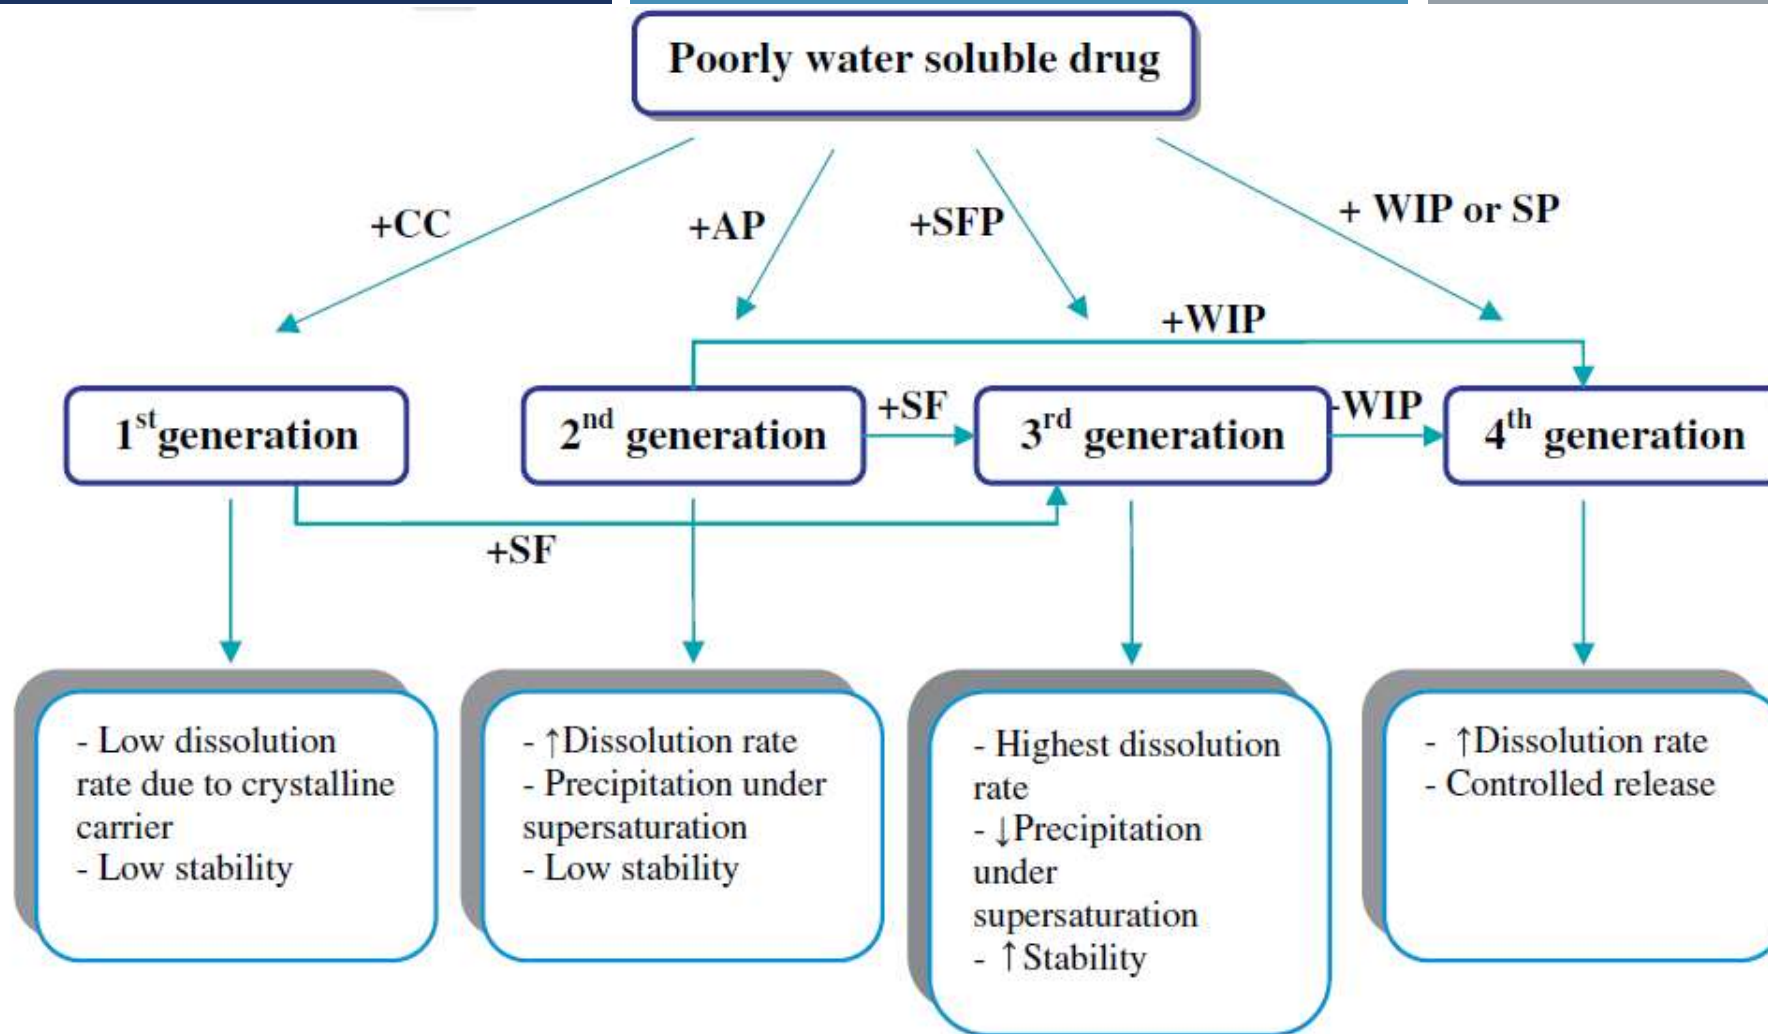 Poorly water soluble drug
+CC
+AP
+SFP
+ WIP or SP
+WIP
1st generation
2nd generation
+SF
3rd generation
-WIP
4th generation
+SF
- Low dissolution
rate due to crystalline
carrier
- Low stability
- ↑Dissolution rate
- Precipitation under
supersaturation
- Low stability
- Highest dissolution
rate
- ↓Precipitation
under
supersaturation
- ↑Stability
- ↑Dissolution rate
- Controlled release